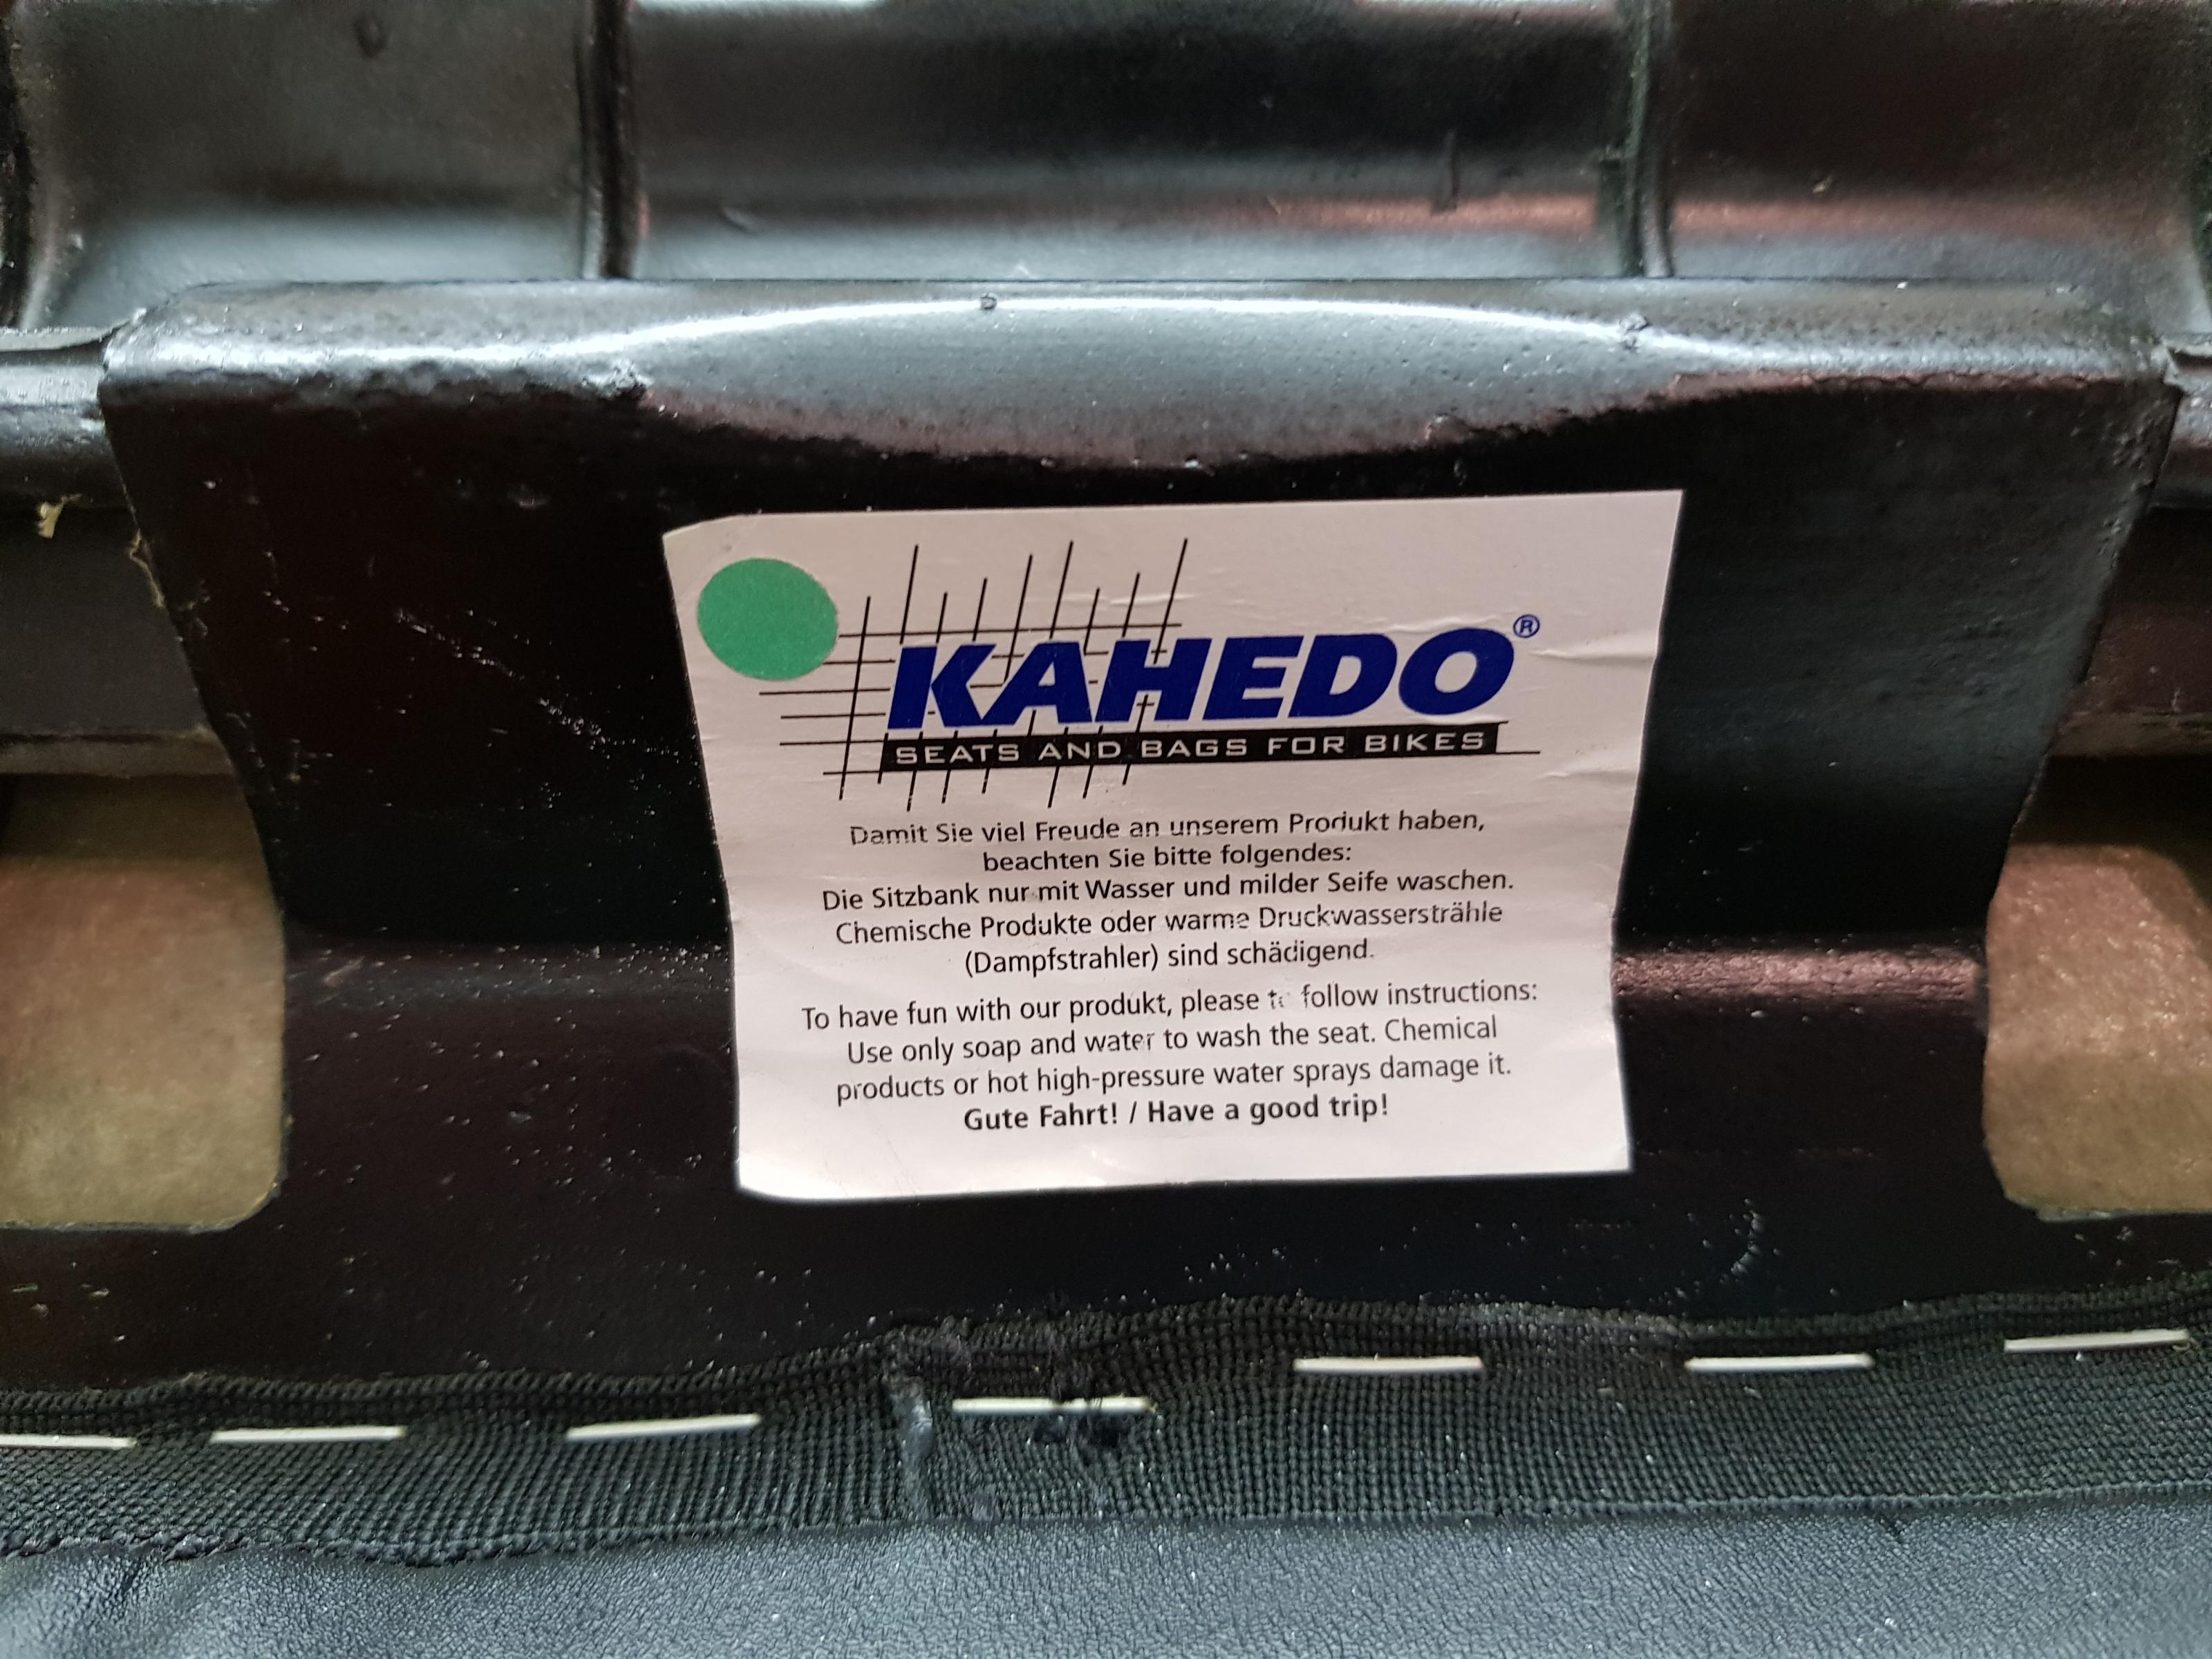 KAHEDO®
SEATS AND BAGS FOR BIKES
Damit Sie viel Freude an unserem Produkt haben,
beachten Sie bitte folgendes:
Die Sitzbank nur mit Wasser und milder Seife waschen.
Chemische Produkte oder warme Druckwassersträhle
(Dampfstrahler) sind schädigend.
To have fun with our produkt, please to follow instructions:
Use only soap and water to wash the seat. Chemical
products or hot high-pressure water sprays damage it.
Gute Fahrt! / Have a good trip!